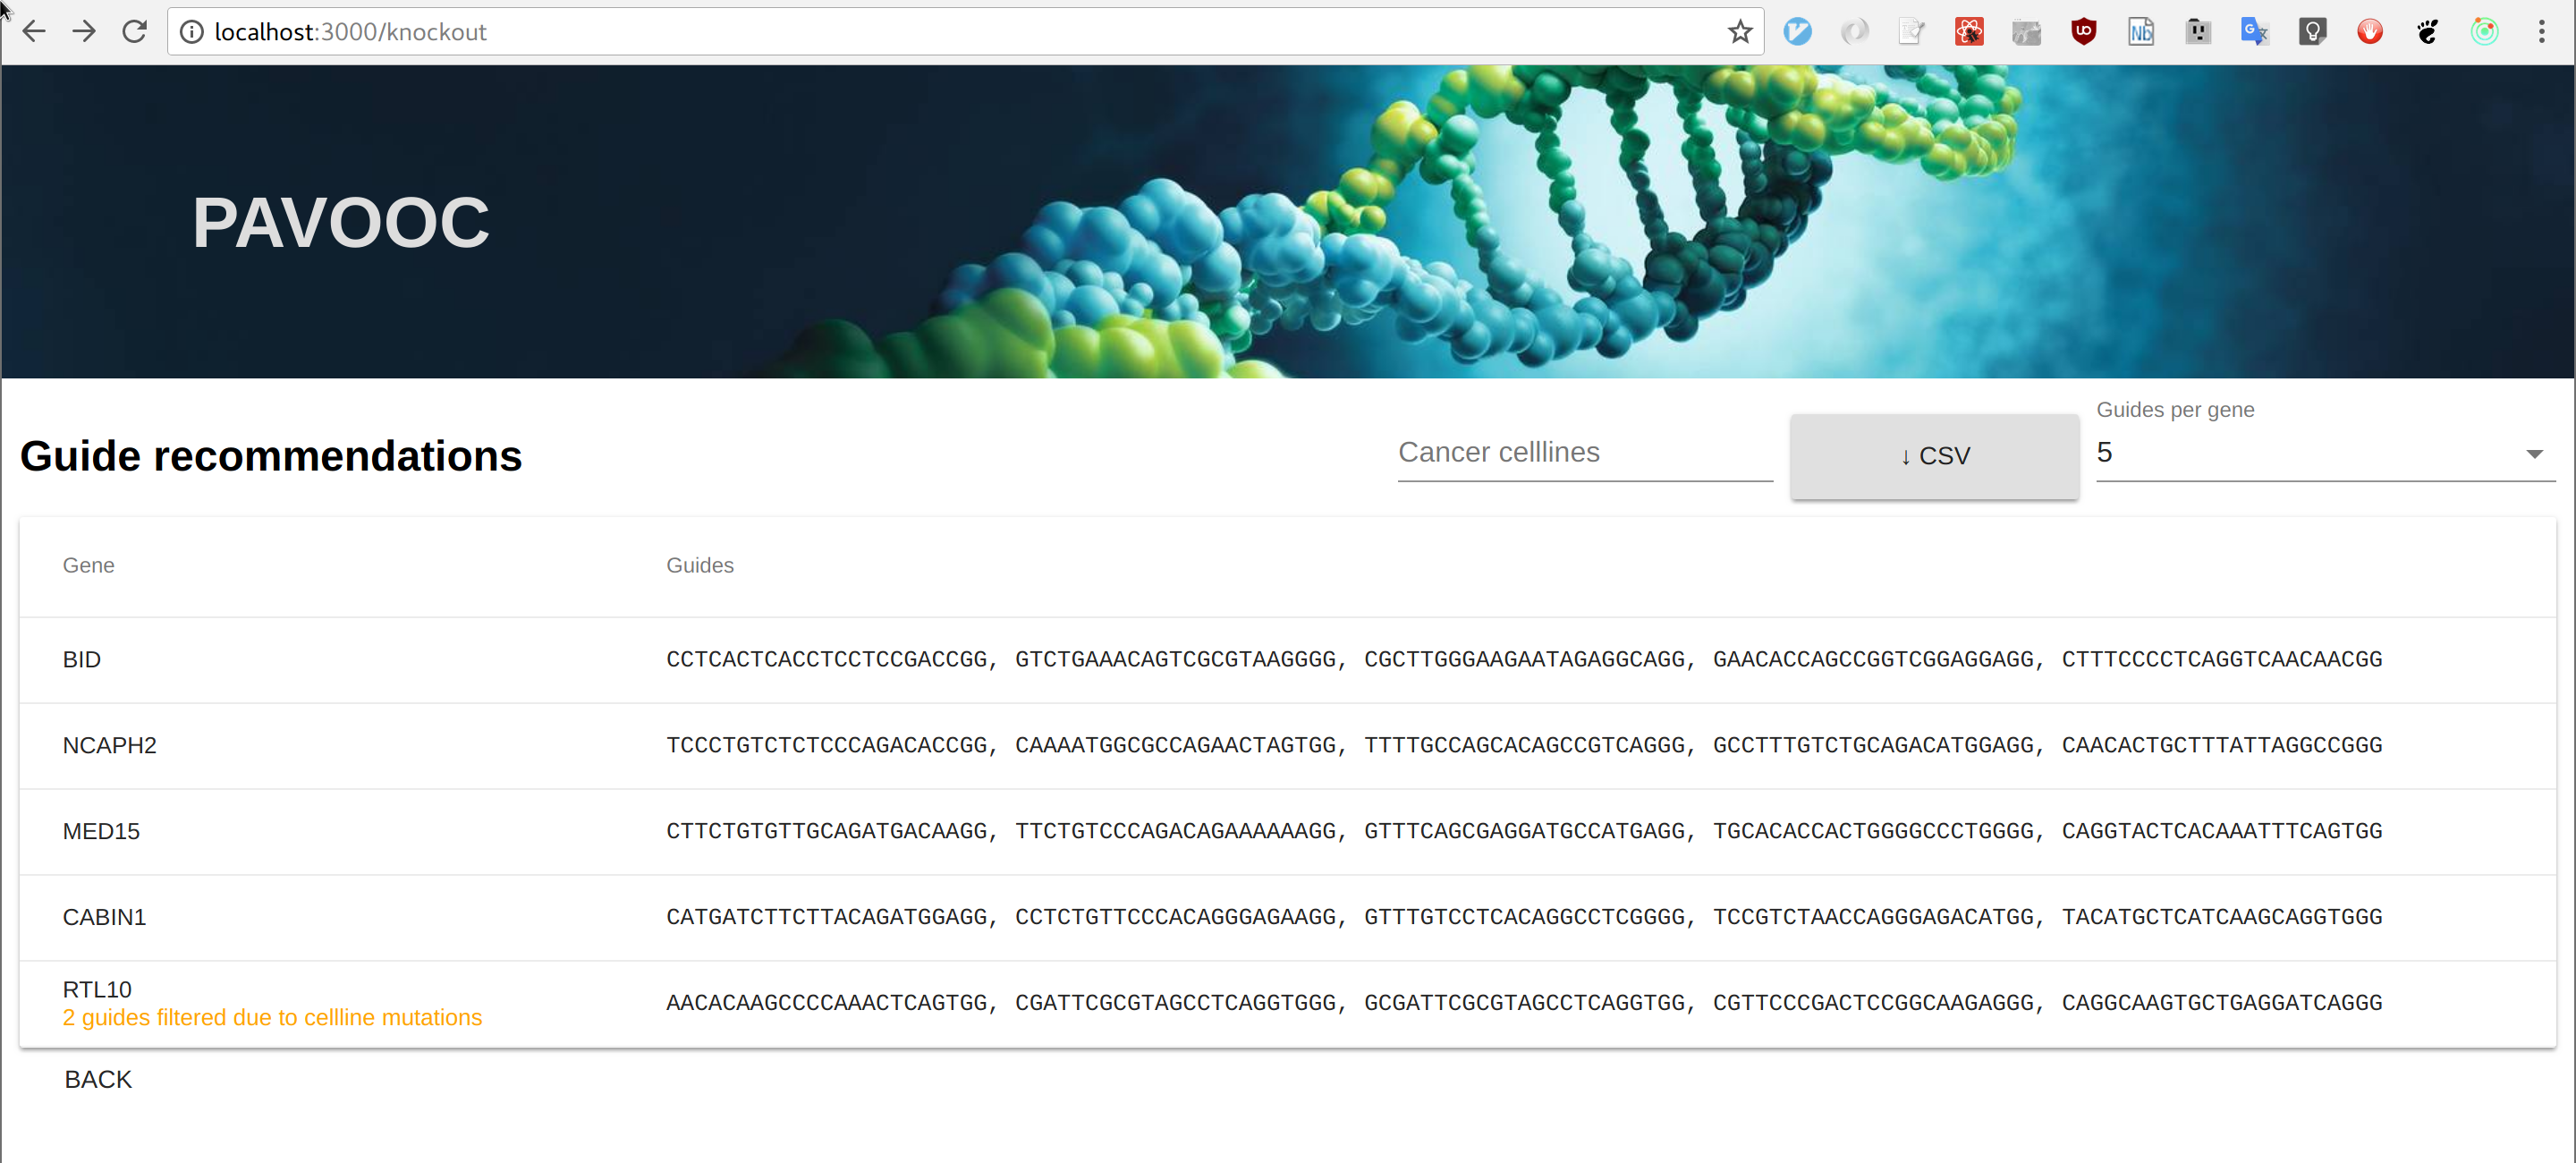 localhost:3000/knockout
PAVOOC
Guide recommendations
Cancer celllines
↓ CSV
Guides per gene
5
Gene Guides
BID CCTCACTCACCTCCTCCGACCGG, GTCTGAAACAGTCGCGTAAGGGG, CGCTTGGGAAGAATAGAGGCAGG, GAACACCAGCCGGTCGGAGGAGG, CTTTCCCCTCAGGTCAACAACGG
NCAPH2 TCCCTGTCTCTCCCAGACACCGG, CAAAATGGCGCCAGAACTAGTGG, TTTTGCCAGCACAGCCGTCAGGG, GCCTTTGTCTGCAGACATGGAGG, CAACACTGCTTTATTAGGCCGGG
MED15 CTTCTGTGTTGCAGATGACAAGG, TTCTGTCCCAGACAGAAAAAAGG, GTTTCAGCGAGGATGCCATGAGG, TGCACACCACTGGGGCCCTGGGG, CAGGTACTCACAAATTTCAGTGG
CABIN1 CATGATCTTCTTACAGATGGAGG, CCTCTGTTCCCACAGGGAGAAGG, GTTTGTCCTCACAGGCCTCGGGG, TCCGTCTAACCAGGGAGACATGG, TACATGCTCATCAAGCAGGTGGG
RTL10 AACACAAGCCCCAAACTCAGTGG, CGATTCGCGTAGCCTCAGGTGGG, GCGATTCGCGTAGCCTCAGGTGG, CGTTCCCGACTCCGGCAAGAGGG, CAGGCAAGTGCTGAGGATCAGGG
2 guides filtered due to cellline mutations
BACK